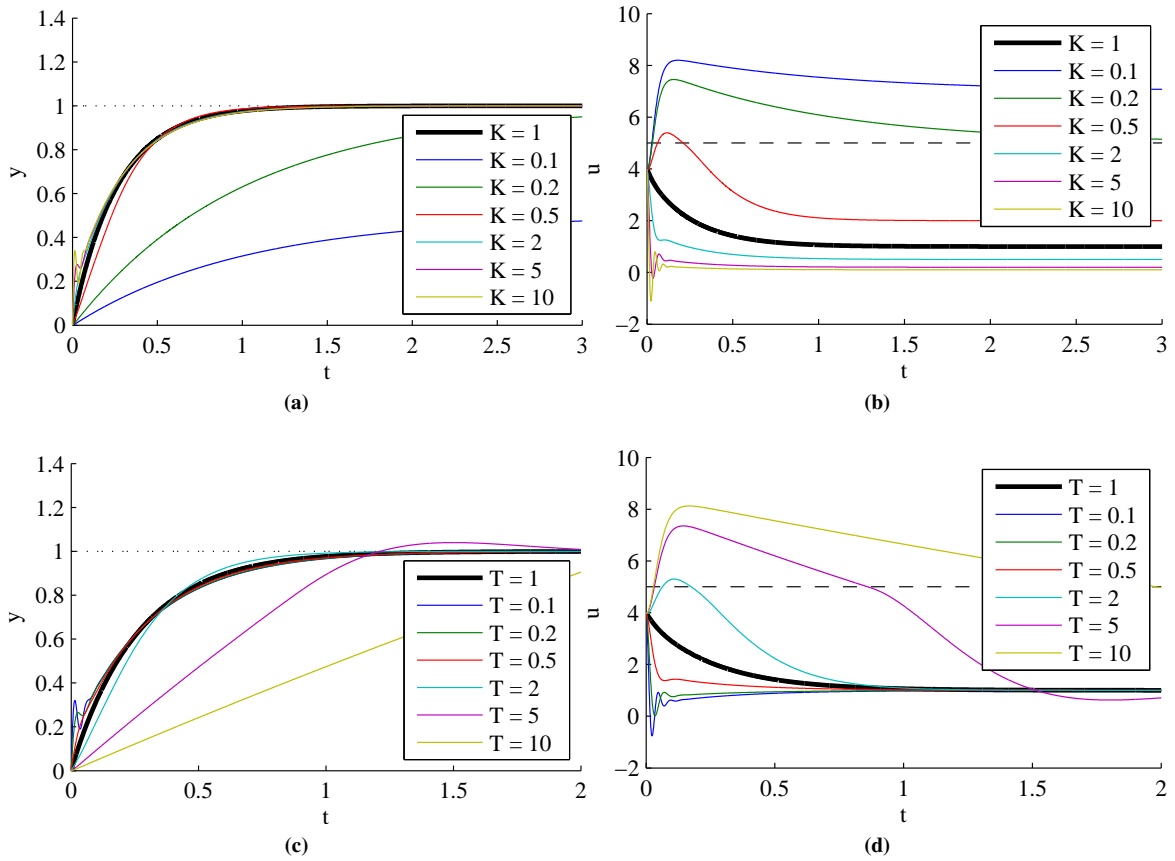 1.4
1.2
1
0.8
0.6
0.4
0.2
0
y
0
0.5
1
1.5
2
2.5
3
t
K = 1
K = 0.1
K = 0.2
K = 0.5
K = 2
K = 5
K = 10
(a)
10
8
6
4
2
0
−2
u
0
0.5
1
1.5
2
2.5
3
t
K = 1
K = 0.1
K = 0.2
K = 0.5
K = 2
K = 5
K = 10
(b)
1.4
1.2
1
0.8
0.6
0.4
0.2
0
y
0
0.5
1
1.5
2
t
T = 1
T = 0.1
T = 0.2
T = 0.5
T = 2
T = 5
T = 10
(c)
10
8
6
4
2
0
−2
u
0
0.5
1
1.5
2
t
T = 1
T = 0.1
T = 0.2
T = 0.5
T = 2
T = 5
T = 10
(d)